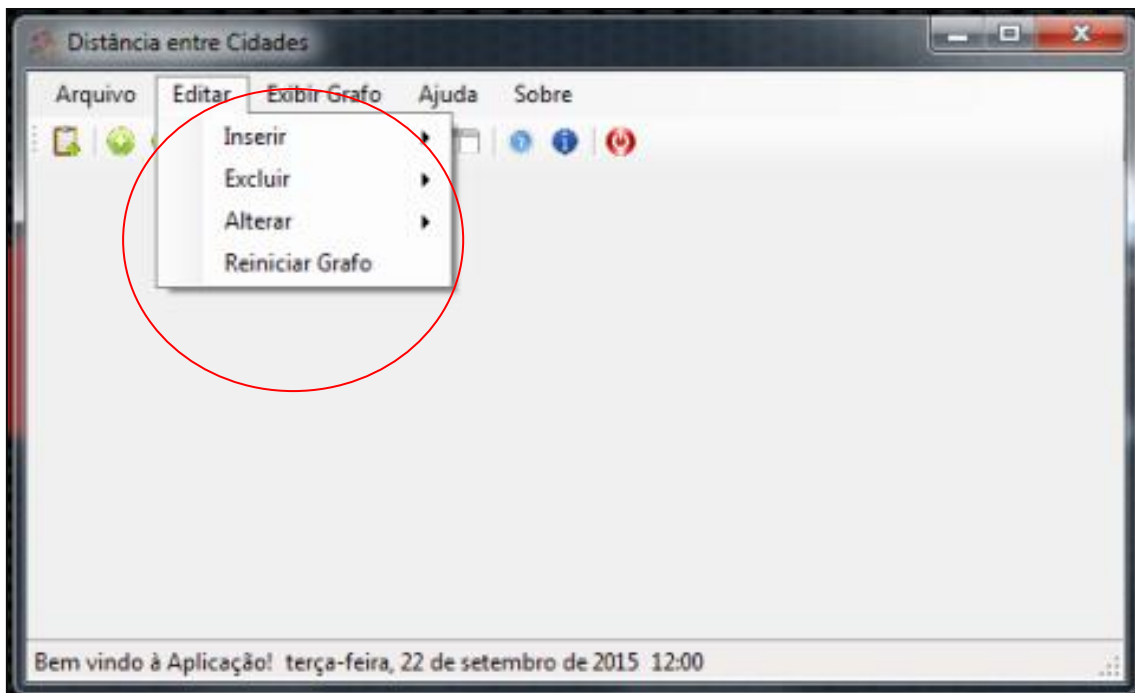 Distância entre Cidades
Arquivo Editar Exibir Grafo Ajuda Sobre
Inserir
Excluir
Alterar
Reiniciar Grafo
Bem vindo à Aplicação! terça-feira, 22 de setembro de 2015 12:00